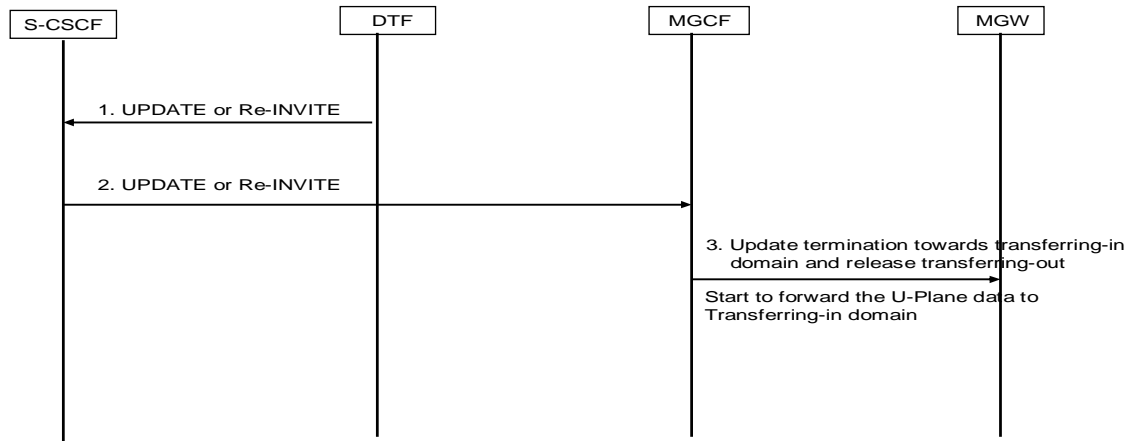 S-CSCF
DTF
MGCF
MGW
1. UPDATE or Re-INVITE
2. UPDATE or Re-INVITE
3. Update termination towards transferring-in
domain and release transferring-out
Start to forward the U-Plane data to
Transferring-in domain